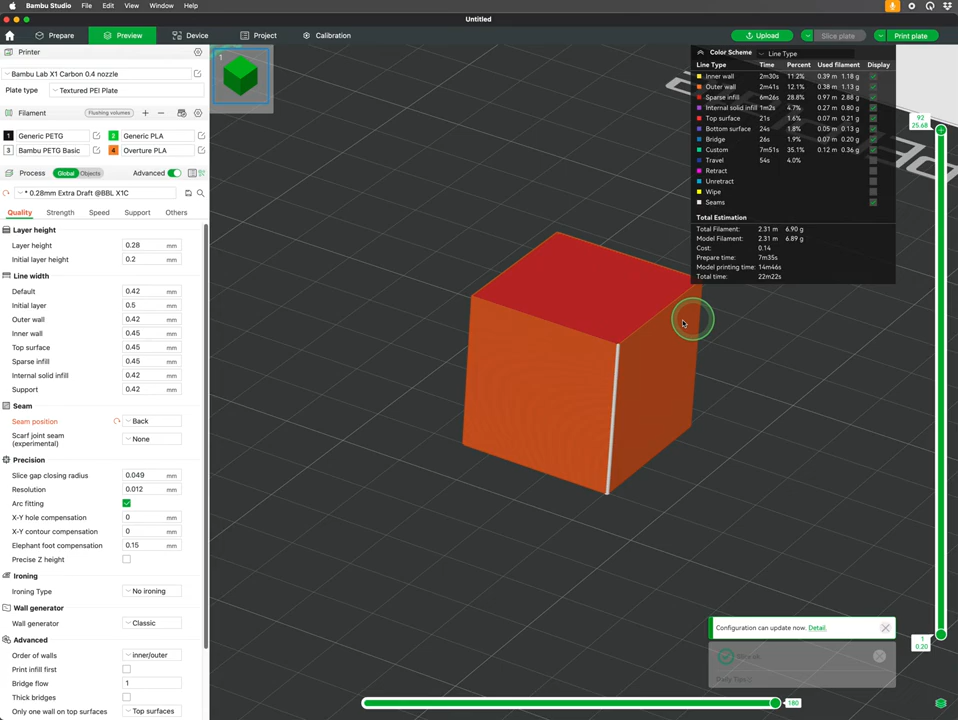 Bambu Studio File Edit View Window Help
Untitled
Prepare Preview Device Project Calibration Upload Slice plate Print plate
Printer
Bambu Lab X1 Carbon 0.4 nozzle
Plate type Textured PEI Plate
Filament Flushing volumes
1 Generic PETG 2 Generic PLA
3 Bambu PETG Basic 4 Overture PLA
Process Global Objects Advanced
* 0.28mm Extra Draft @BBL X1C
Quality Strength Speed Support Others
Layer height
Layer height 0.28 mm
Initial layer height 0.2 mm
Line width
Default 0.42 mm
Initial layer 0.5 mm
Outer wall 0.42 mm
Inner wall 0.45 mm
Top surface 0.45 mm
Sparse infill 0.45 mm
Internal solid infill 0.42 mm
Support 0.42 mm
Seam
Seam position Back
Scarf joint seam
(experimental) None
Precision
Slice gap closing radius 0.049 mm
Resolution 0.012 mm
Arc fitting
X-Y hole compensation 0 mm
X-Y contour compensation 0 mm
Elephant foot compensation 0.15 mm
Precise Z height
Ironing
Ironing Type No ironing
Wall generator
Wall generator Classic
Advanced
Order of walls inner/outer
Print infill first
Bridge flow 1
Thick bridges
Only one wall on top surfaces Top surfaces
1
Color Scheme Line Type
Line Type Time Percent Used filament Display
Inner wall 2m30s 11.2% 0.39 m 1.18 g
Outer wall 2m41s 12.1% 0.38 m 1.13 g
Sparse infill 6m26s 28.8% 0.97 m 2.88 g
Internal solid infill 1m2s 4.7% 0.27 m 0.80 g
Top surface 21s 1.6% 0.07 m 0.21 g
Bottom surface 24s 1.8% 0.05 m 0.13 g
Bridge 26s 1.9% 0.07 m 0.20 g
Custom 7m51s 35.1% 0.12 m 0.36 g
Travel 54s 4.0%
Retract
Unretract
Wipe
Seams
Total Estimation
Total Filament: 2.31 m 6.90 g
Model Filament: 2.31 m 6.89 g
Cost: 0.14
Prepare time: 7m35s
Model printing time: 14m46s
Total time: 22m22s
92
25.68
1
0.20
Configuration can update now. Detail.
Slice ok.
180